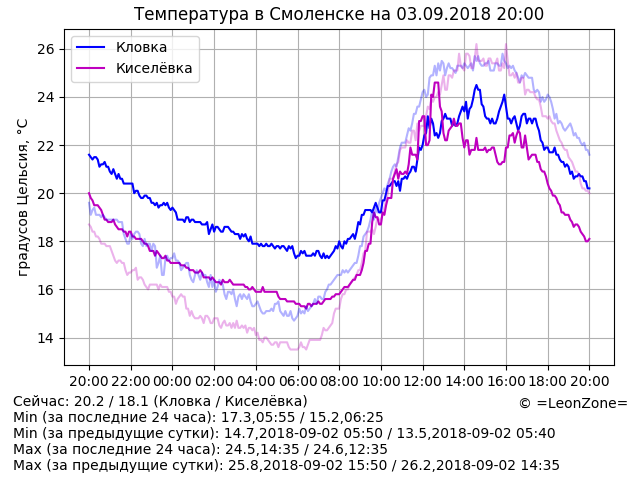 Температура в Смоленске на 03.09.2018 20:00
градусов Цельсия, °C
26
24
22
20
18
16
14
Кловка
Киселёвка
20:00 22:00 00:00 02:00 04:00 06:00 08:00 10:00 12:00 14:00 16:00 18:00 20:00
Сейчас: 20.2 / 18.1 (Кловка / Киселёвка)
© =LeonZone=
Min (за последние 24 часа): 17.3,05:55 / 15.2,06:25
Min (за предыдущие сутки): 14.7,2018-09-02 05:50 / 13.5,2018-09-02 05:40
Max (за последние 24 часа): 24.5,14:35 / 24.6,12:35
Max (за предыдущие сутки): 25.8,2018-09-02 15:50 / 26.2,2018-09-02 14:35